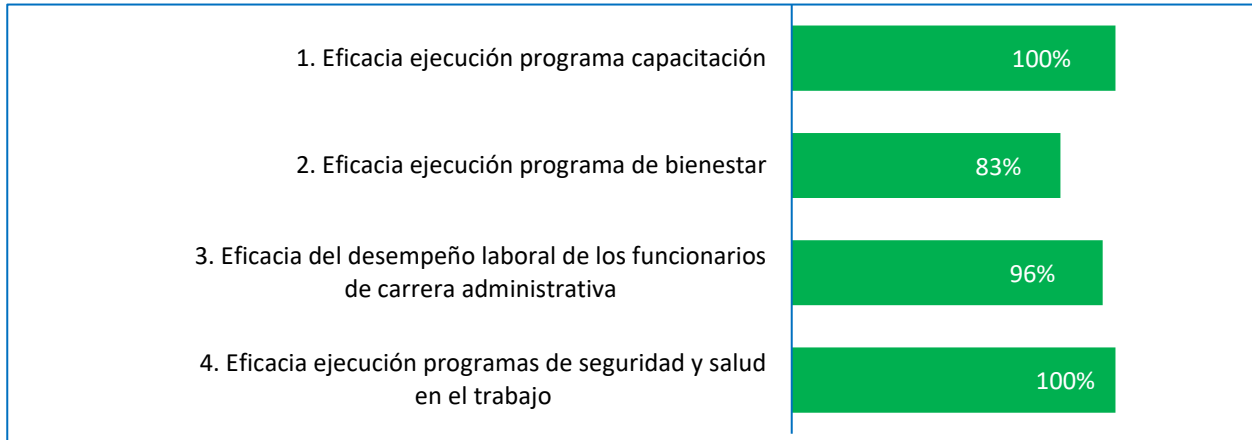 1. Eficacia ejecución programa capacitación
100%
2. Eficacia ejecución programa de bienestar
83%
3. Eficacia del desempeño laboral de los funcionarios
de carrera administrativa
96%
4. Eficacia ejecución programas de seguridad y salud
en el trabajo
100%